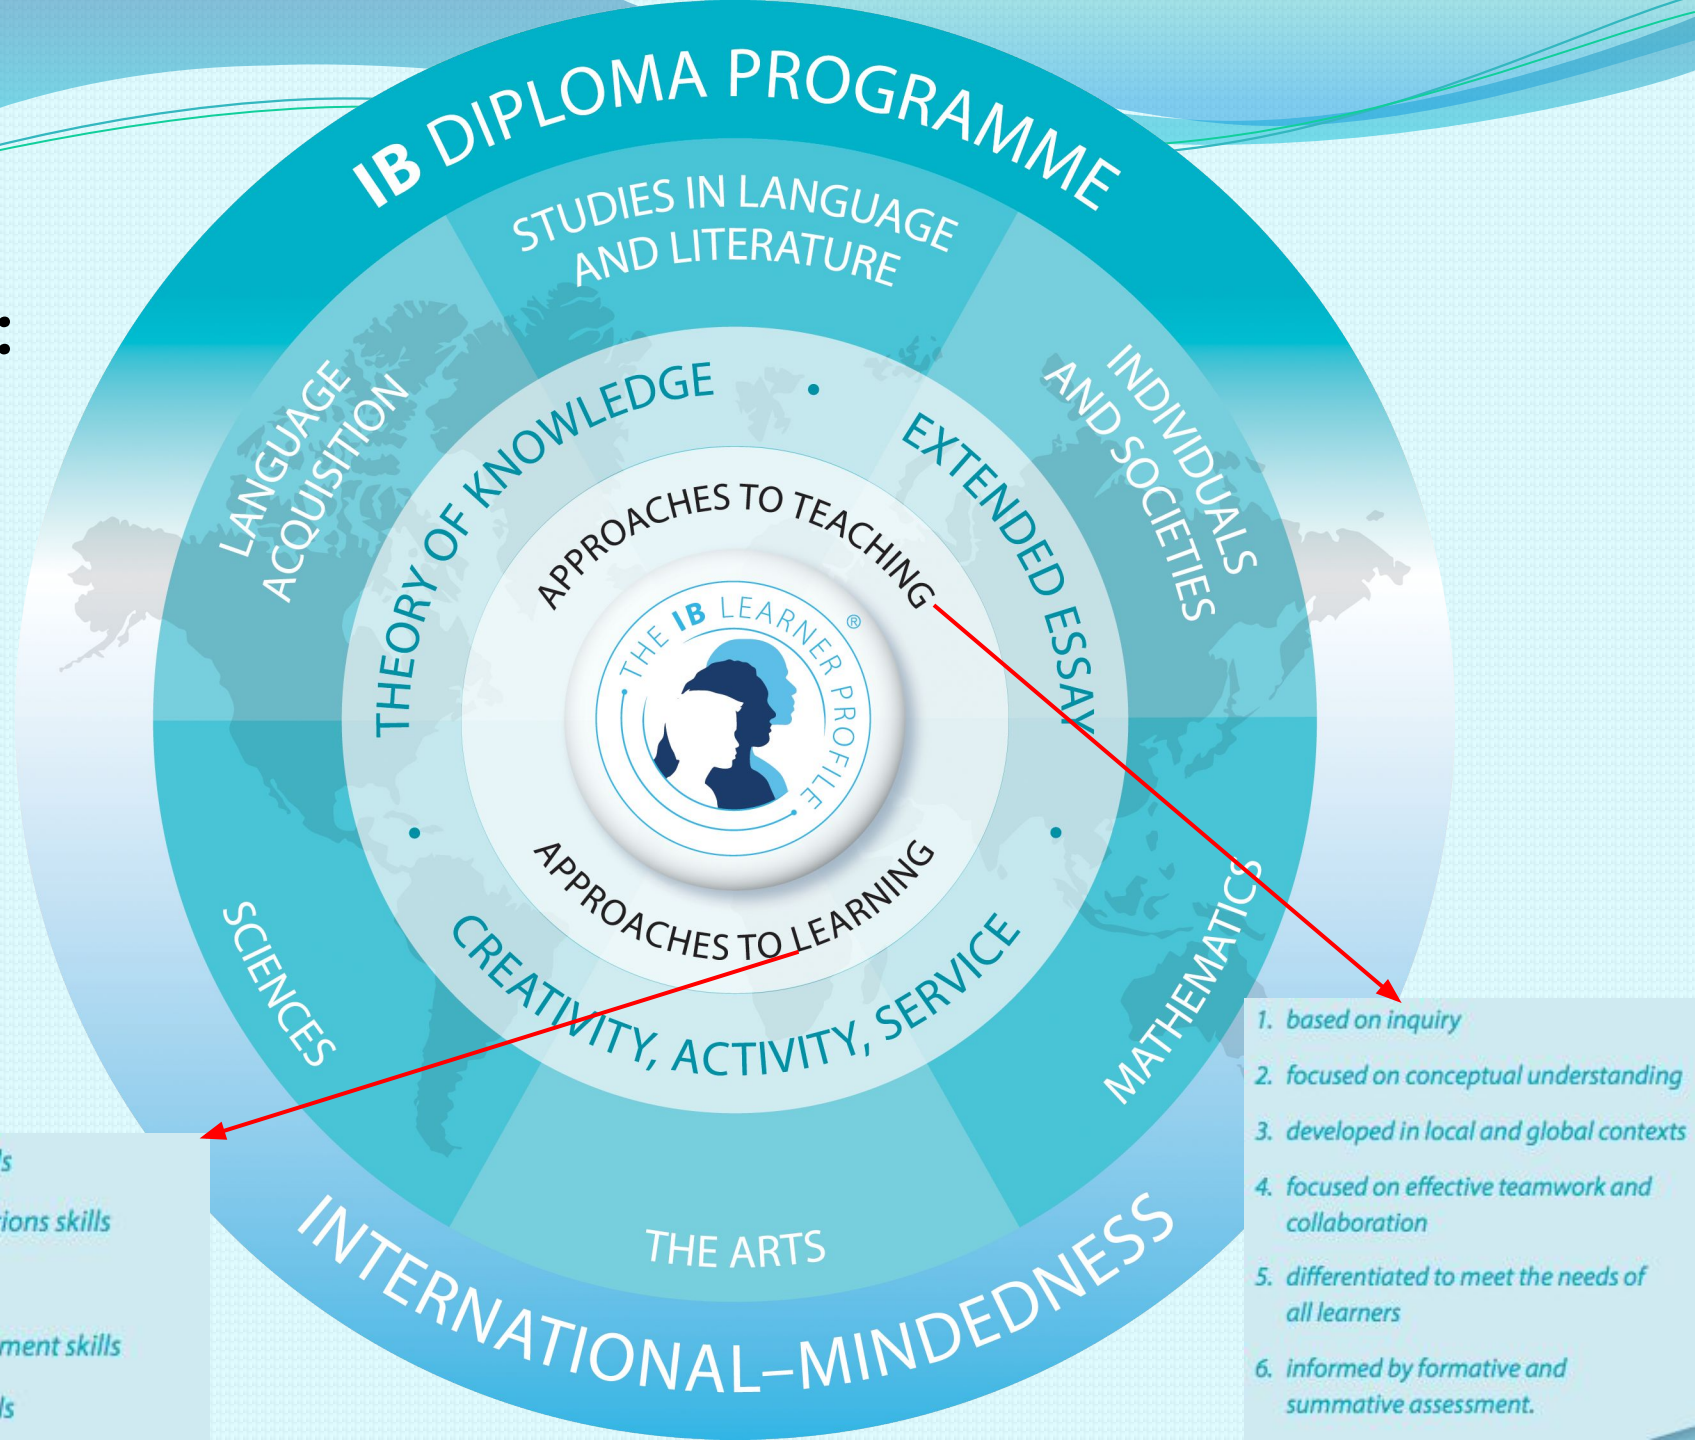 IB DIPLOMA PROGRAMME
STUDIES IN LANGUAGE
AND LITERATURE
:
LANGUAGE
ACQUISITION
INDIVIDUALS
AND SOCIETIES
THEORY OF KNOWLEDGE
EXTENDED ESSAY
APPROACHES TO TEACHING
THE IB LEARNER PROFILE ®
APPROACHES TO LEARNING
CREATIVITY, ACTIVITY, SERVICE
SCIENCES
MATHEMATICS
THE ARTS
INTERNATIONAL–MINDEDNESS
skills
skills
1. based on inquiry
2. focused on conceptual understanding
3. developed in local and global contexts
4. focused on effective teamwork and
collaboration
5. differentiated to meet the needs of
all learners
6. informed by formative and
summative assessment.